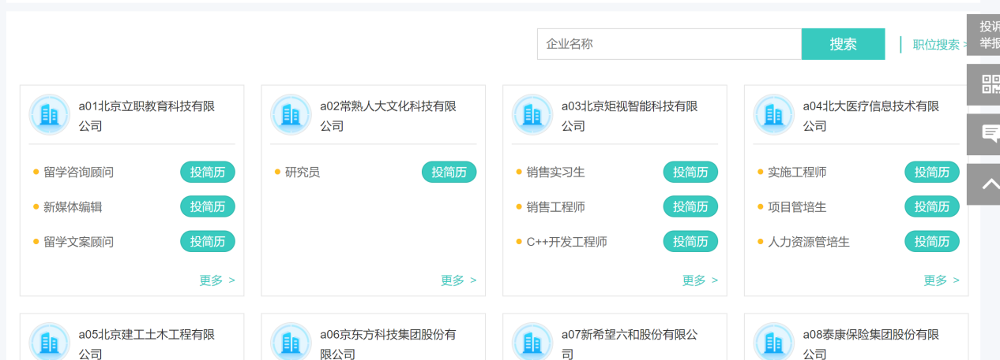 企业名称
搜索
职位搜索 >
投诉
举报
a01北京立职教育科技有限
公司
留学咨询顾问
投简历
新媒体编辑
投简历
留学文案顾问
投简历
更多 >
a02常熟人大文化科技有限
公司
研究员
投简历
更多 >
a03北京矩视智能科技有限
公司
销售实习生
投简历
销售工程师
投简历
C++开发工程师
投简历
更多 >
a04北大医疗信息技术有限
公司
实施工程师
投简历
项目管培生
投简历
人力资源管培生
投简历
更多 >
a05北京建工土木工程有限
公司
a06京东方科技集团股份有
限公司
a07新希望六和股份有限公
司
a08泰康保险集团股份有限
公司